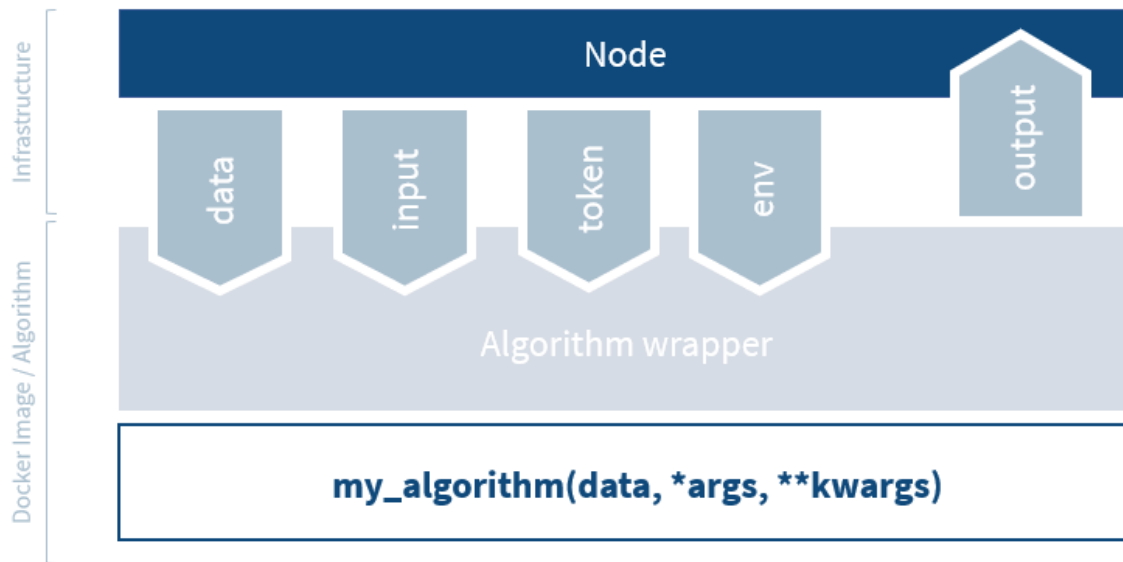 Infrastructure
Node
data
input
token
env
output
Docker Image / Algorithm
Algorithm wrapper
my_algorithm(data, *args, **kwargs)